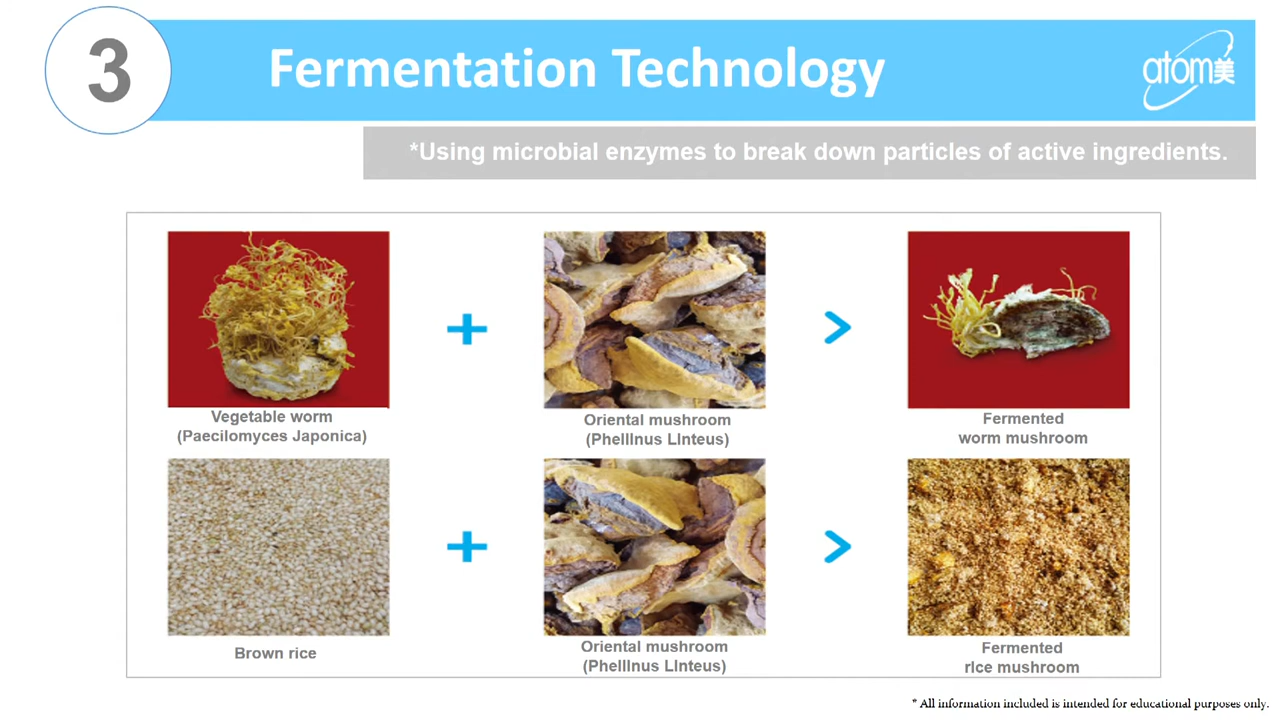 3
Fermentation Technology
atom美
*Using microbial enzymes to break down particles of active ingredients.
+
>
Vegetable worm
(Paecilomyces Japonica)
Oriental mushroom
(Phellinus Linteus)
Fermented
worm mushroom
+
>
Brown rice
Oriental mushroom
(Phellinus Linteus)
Fermented
rice mushroom
* All information included is intended for educational purposes only.